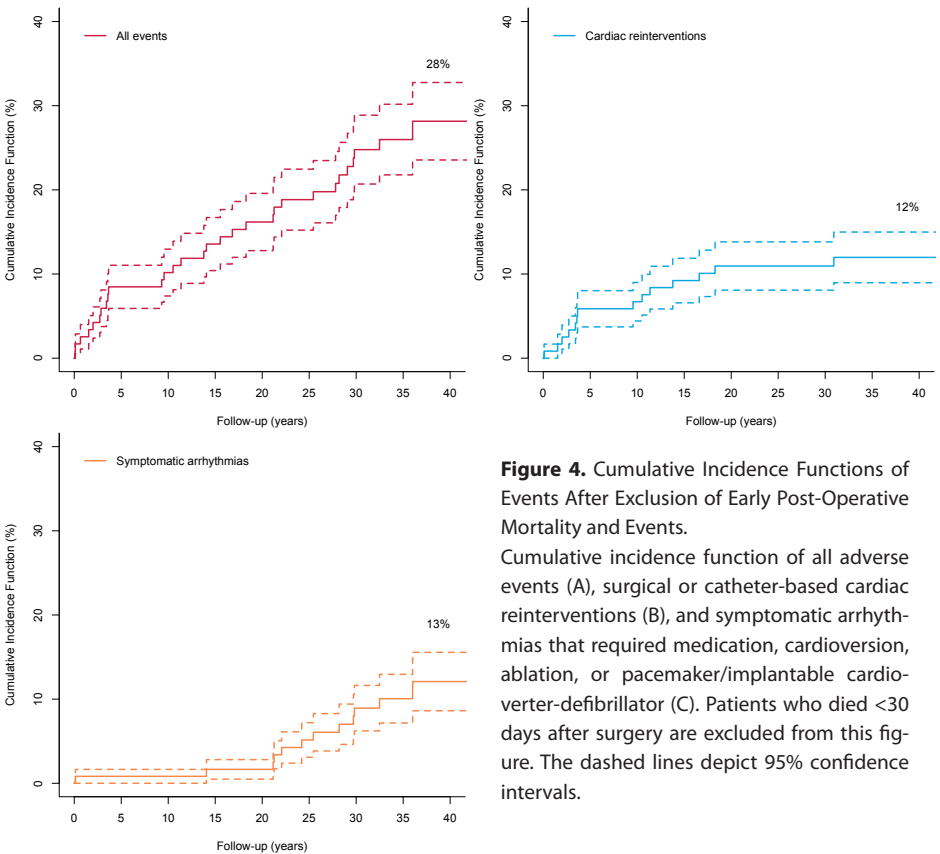 All events
28%
Cumulative Incidence Function (%)
0
10
20
30
40
0 5 10 15 20 25 30 35 40
Follow-up (years)
Cardiac reinterventions
12%
Cumulative Incidence Function (%)
0
10
20
30
40
0 5 10 15 20 25 30 35 40
Follow-up (years)
Symptomatic arrhythmias
13%
Cumulative Incidence Function (%)
0
10
20
30
40
0 5 10 15 20 25 30 35 40
Follow-up (years)
Figure 4. Cumulative Incidence Functions of
Events After Exclusion of Early Post-Operative
Mortality and Events.
Cumulative incidence function of all adverse
events (A), surgical or catheter-based cardiac
reinterventions (B), and symptomatic arrhyth-
mias that required medication, cardioversion,
ablation, or pacemaker/implantable cardio-
verter-defibrillator (C). Patients who died <30
days after surgery are excluded from this fig-
ure. The dashed lines depict 95% confidence
intervals.